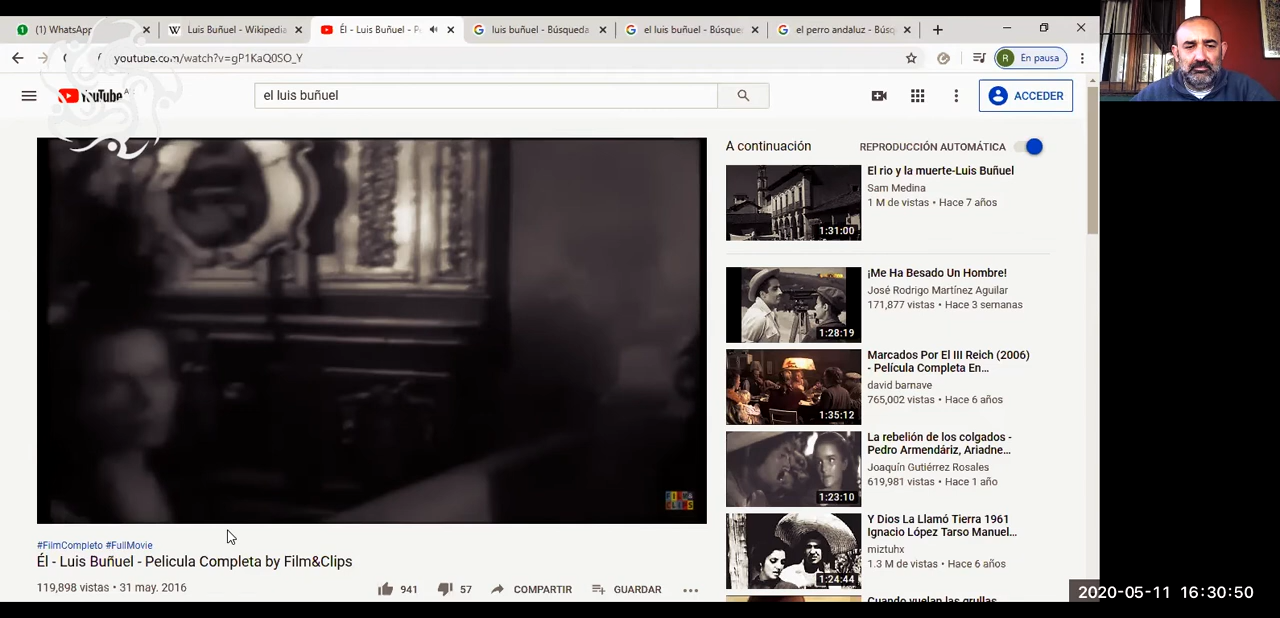 (1) WhatsApp
Luis Buñuel - Wikipedia
Él - Luis Buñuel - P
luis buñuel - Búsqueda
el luis buñuel - Búsque
el perro andaluz - Búsq
youtube.com/watch?v=gP1KaQ0SO_Y
R En pausa
YouTube AR
el luis buñuel
ACCEDER
A continuación
REPRODUCCIÓN AUTOMÁTICA
El rio y la muerte-Luis Buñuel
Sam Medina
1 M de vistas • Hace 7 años
1:31:00
¡Me Ha Besado Un Hombre!
José Rodrigo Martínez Aguilar
171,877 vistas • Hace 3 semanas
1:28:19
Marcados Por El III Reich (2006)
- Película Completa En...
david barnave
765,002 vistas • Hace 6 años
1:35:12
La rebelión de los colgados -
Pedro Armendáriz, Ariadne...
Joaquín Gutiérrez Rosales
619,981 vistas • Hace 1 año
1:23:10
Y Dios La Llamó Tierra 1961
Ignacio López Tarso Manuel...
miztuhx
1.3 M de vistas • Hace 6 años
1:24:44
Cuando vuelan las grullas
FILM&
CLIPS
#FilmCompleto #FullMovie
Él - Luis Buñuel - Pelicula Completa by Film&Clips
119,898 vistas • 31 may. 2016
941
57
COMPARTIR
GUARDAR
2020-05-11 16:30:50